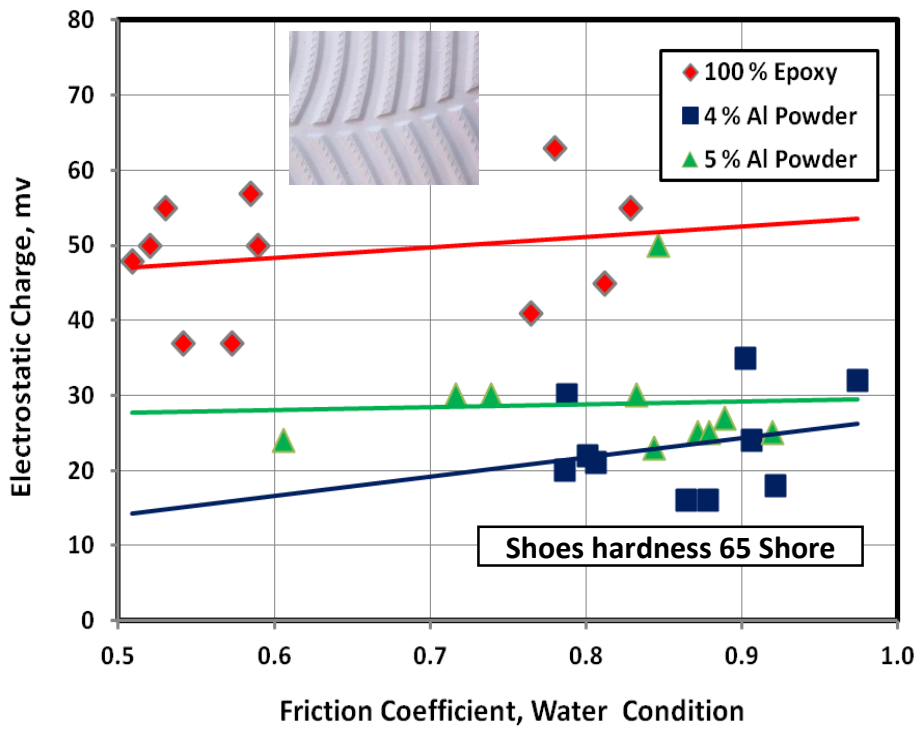 80
70
60
50
40
30
20
10
0
Electrostatic Charge, mv
100 % Epoxy
4 % Al Powder
5 % Al Powder
Shoes hardness 65 Shore
0.5 0.6 0.7 0.8 0.9 1.0
Friction Coefficient, Water Condition